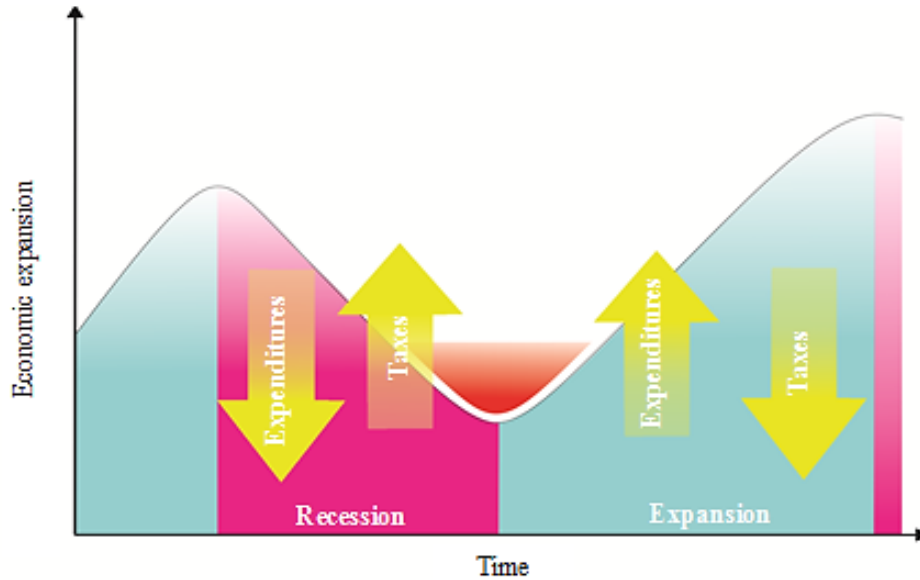 Economic expansion
Expenditures
Taxes
Expenditures
Taxes
Recession
Expansion
Time